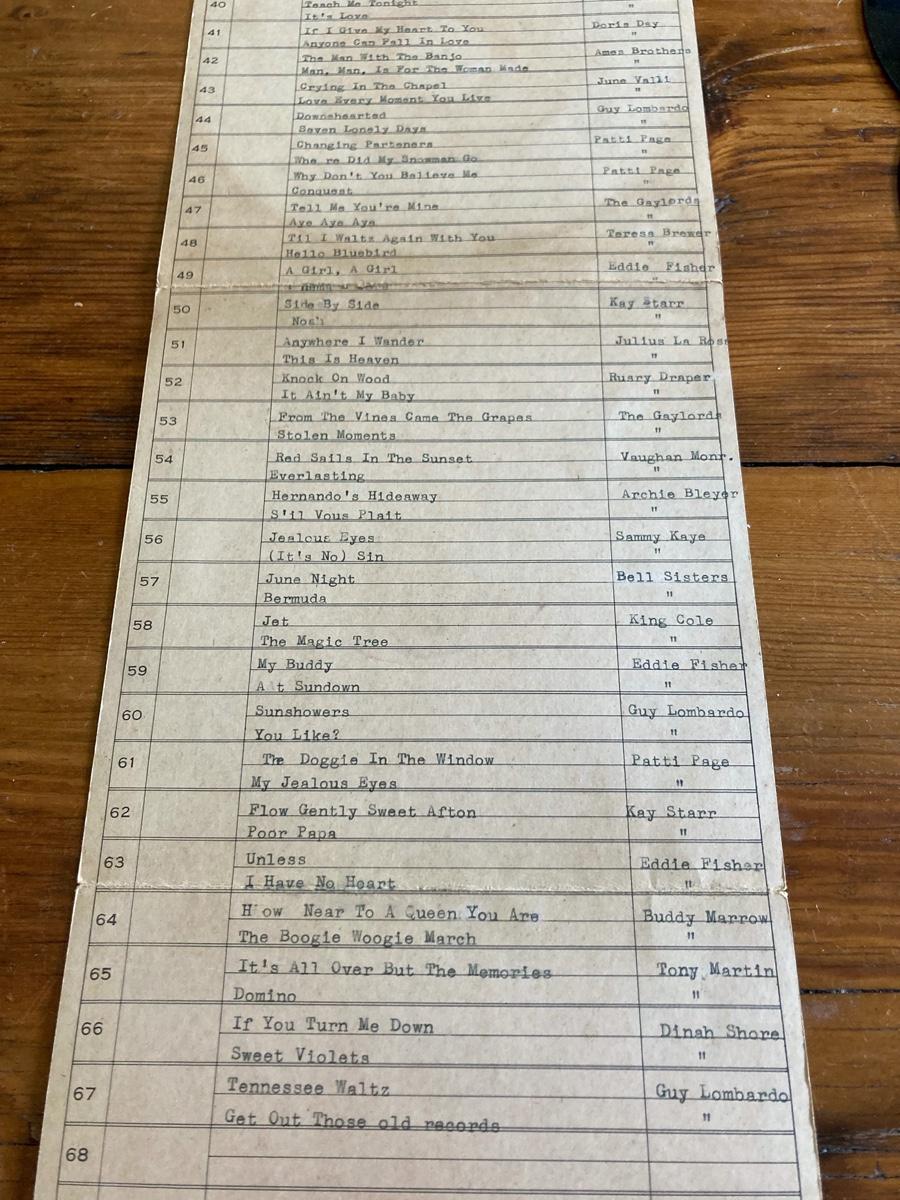 40 Teach Me Tonight "
It's Love
41 If I Give My Heart To You Doris Day
Anyone Can Fall In Love "
42 The Man With The Banjo Ames Brothers
Man, Man, Is For The Woman Made "
43 Crying In The Chapel June Valli
Love Every Moment You Live "
44 Downhearted Guy Lombardo
Seven Lonely Days "
45 Changing Parteners Patti Page
Whe re Did My Snowman Go "
46 Why Don't You Believe Me Patti Page
Conquest "
47 Tell Me You're Mine The Gaylords
Aye Aye Aye "
48 Til I Waltz Again With You Teresa Brewer
Hello Bluebird "
49 A Girl, A Girl Eddie Fisher
"
50 Side By Side Kay Starr
Noah "
51 Anywhere I Wander Julius La Ros
This Is Heaven "
52 Knock On Wood Rusry Draper
It Ain't My Baby "
53 From The Vines Came The Grapes The Gaylords
Stolen Moments "
54 Red Sails In The Sunset Vaughan Monr.
Everlasting "
55 Hernando's Hideaway Archie Bleyer
S'il Vous Plait "
56 Jealous Eyes Sammy Kaye
(It's No) Sin "
57 June Night Bell Sisters
Bermuda "
58 Jet King Cole
The Magic Tree "
59 My Buddy Eddie Fisher
A t Sundown "
60 Sunshowers Guy Lombardo
You Like? "
61 The Doggie In The Window Patti Page
My Jealous Eyes "
62 Flow Gently Sweet Afton Kay Starr
Poor Papa "
63 Unless Eddie Fisher
I Have No Heart "
64 H ow Near To A Queen You Are Buddy Marrow
The Boogie Woogie March "
65 It's All Over But The Memories Tony Martin
Domino "
66 If You Turn Me Down Dinah Shore
Sweet Violets "
67 Tennessee Waltz Guy Lombardo
Get Out Those old records "
68